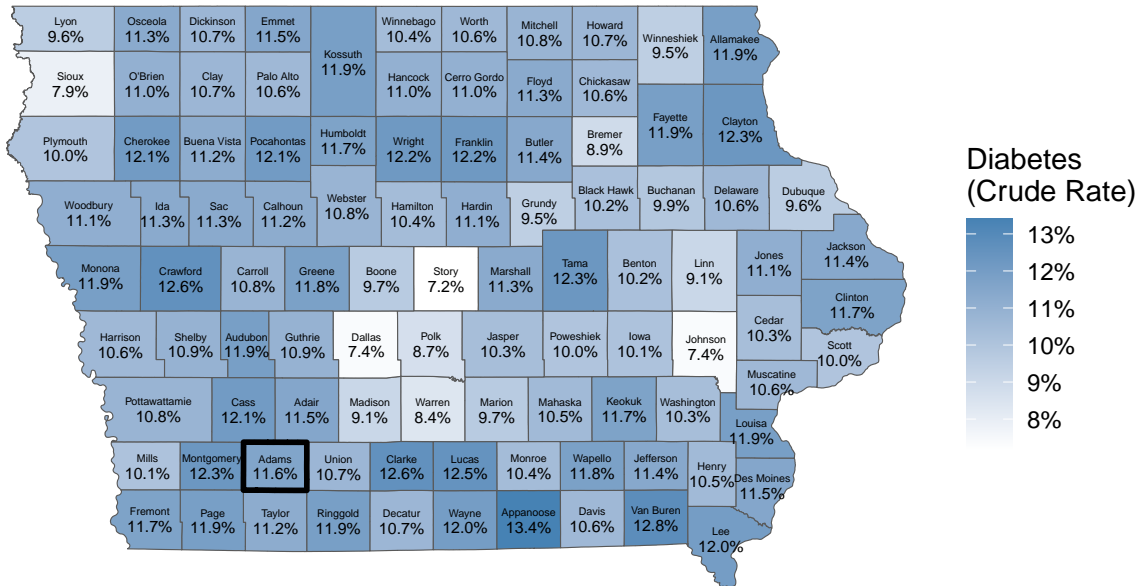 Lyon
9.6%
Osceola
11.3%
Dickinson
10.7%
Emmet
11.5%
Kossuth
11.9%
Winnebago
10.4%
Worth
10.6%
Mitchell
10.8%
Howard
10.7%
Winneshiek
9.5%
Allamakee
11.9%
Sioux
7.9%
O'Brien
11.0%
Clay
10.7%
Palo Alto
10.6%
Hancock
11.0%
Cerro Gordo
11.0%
Floyd
11.3%
Chickasaw
10.6%
Fayette
11.9%
Clayton
12.3%
Plymouth
10.0%
Cherokee
12.1%
Buena Vista
11.2%
Pocahontas
12.1%
Humboldt
11.7%
Wright
12.2%
Franklin
12.2%
Butler
11.4%
Bremer
8.9%
Woodbury
11.1%
Ida
11.3%
Sac
11.3%
Calhoun
11.2%
Webster
10.8%
Hamilton
10.4%
Hardin
11.1%
Grundy
9.5%
Black Hawk
10.2%
Buchanan
9.9%
Delaware
10.6%
Dubuque
9.6%
Monona
11.9%
Crawford
12.6%
Carroll
10.8%
Greene
11.8%
Boone
9.7%
Story
7.2%
Marshall
11.3%
Tama
12.3%
Benton
10.2%
Linn
9.1%
Jones
11.1%
Jackson
11.4%
Clinton
11.7%
Harrison
10.6%
Shelby
10.9%
Audubon
11.9%
Guthrie
10.9%
Dallas
7.4%
Polk
8.7%
Jasper
10.3%
Poweshiek
10.0%
Iowa
10.1%
Johnson
7.4%
Cedar
10.3%
Scott
10.0%
Muscatine
10.6%
Pottawattamie
10.8%
Cass
12.1%
Adair
11.5%
Madison
9.1%
Warren
8.4%
Marion
9.7%
Mahaska
10.5%
Keokuk
11.7%
Washington
10.3%
Louisa
11.9%
Mills
10.1%
Montgomery
12.3%
Adams
11.6%
Union
10.7%
Clarke
12.6%
Lucas
12.5%
Monroe
10.4%
Wapello
11.8%
Jefferson
11.4%
Henry
10.5%
Des Moines
11.5%
Fremont
11.7%
Page
11.9%
Taylor
11.2%
Ringgold
11.9%
Decatur
10.7%
Wayne
12.0%
Appanoose
13.4%
Davis
10.6%
Van Buren
12.8%
Lee
12.0%
Diabetes
(Crude Rate)
13%
12%
11%
10%
9%
8%